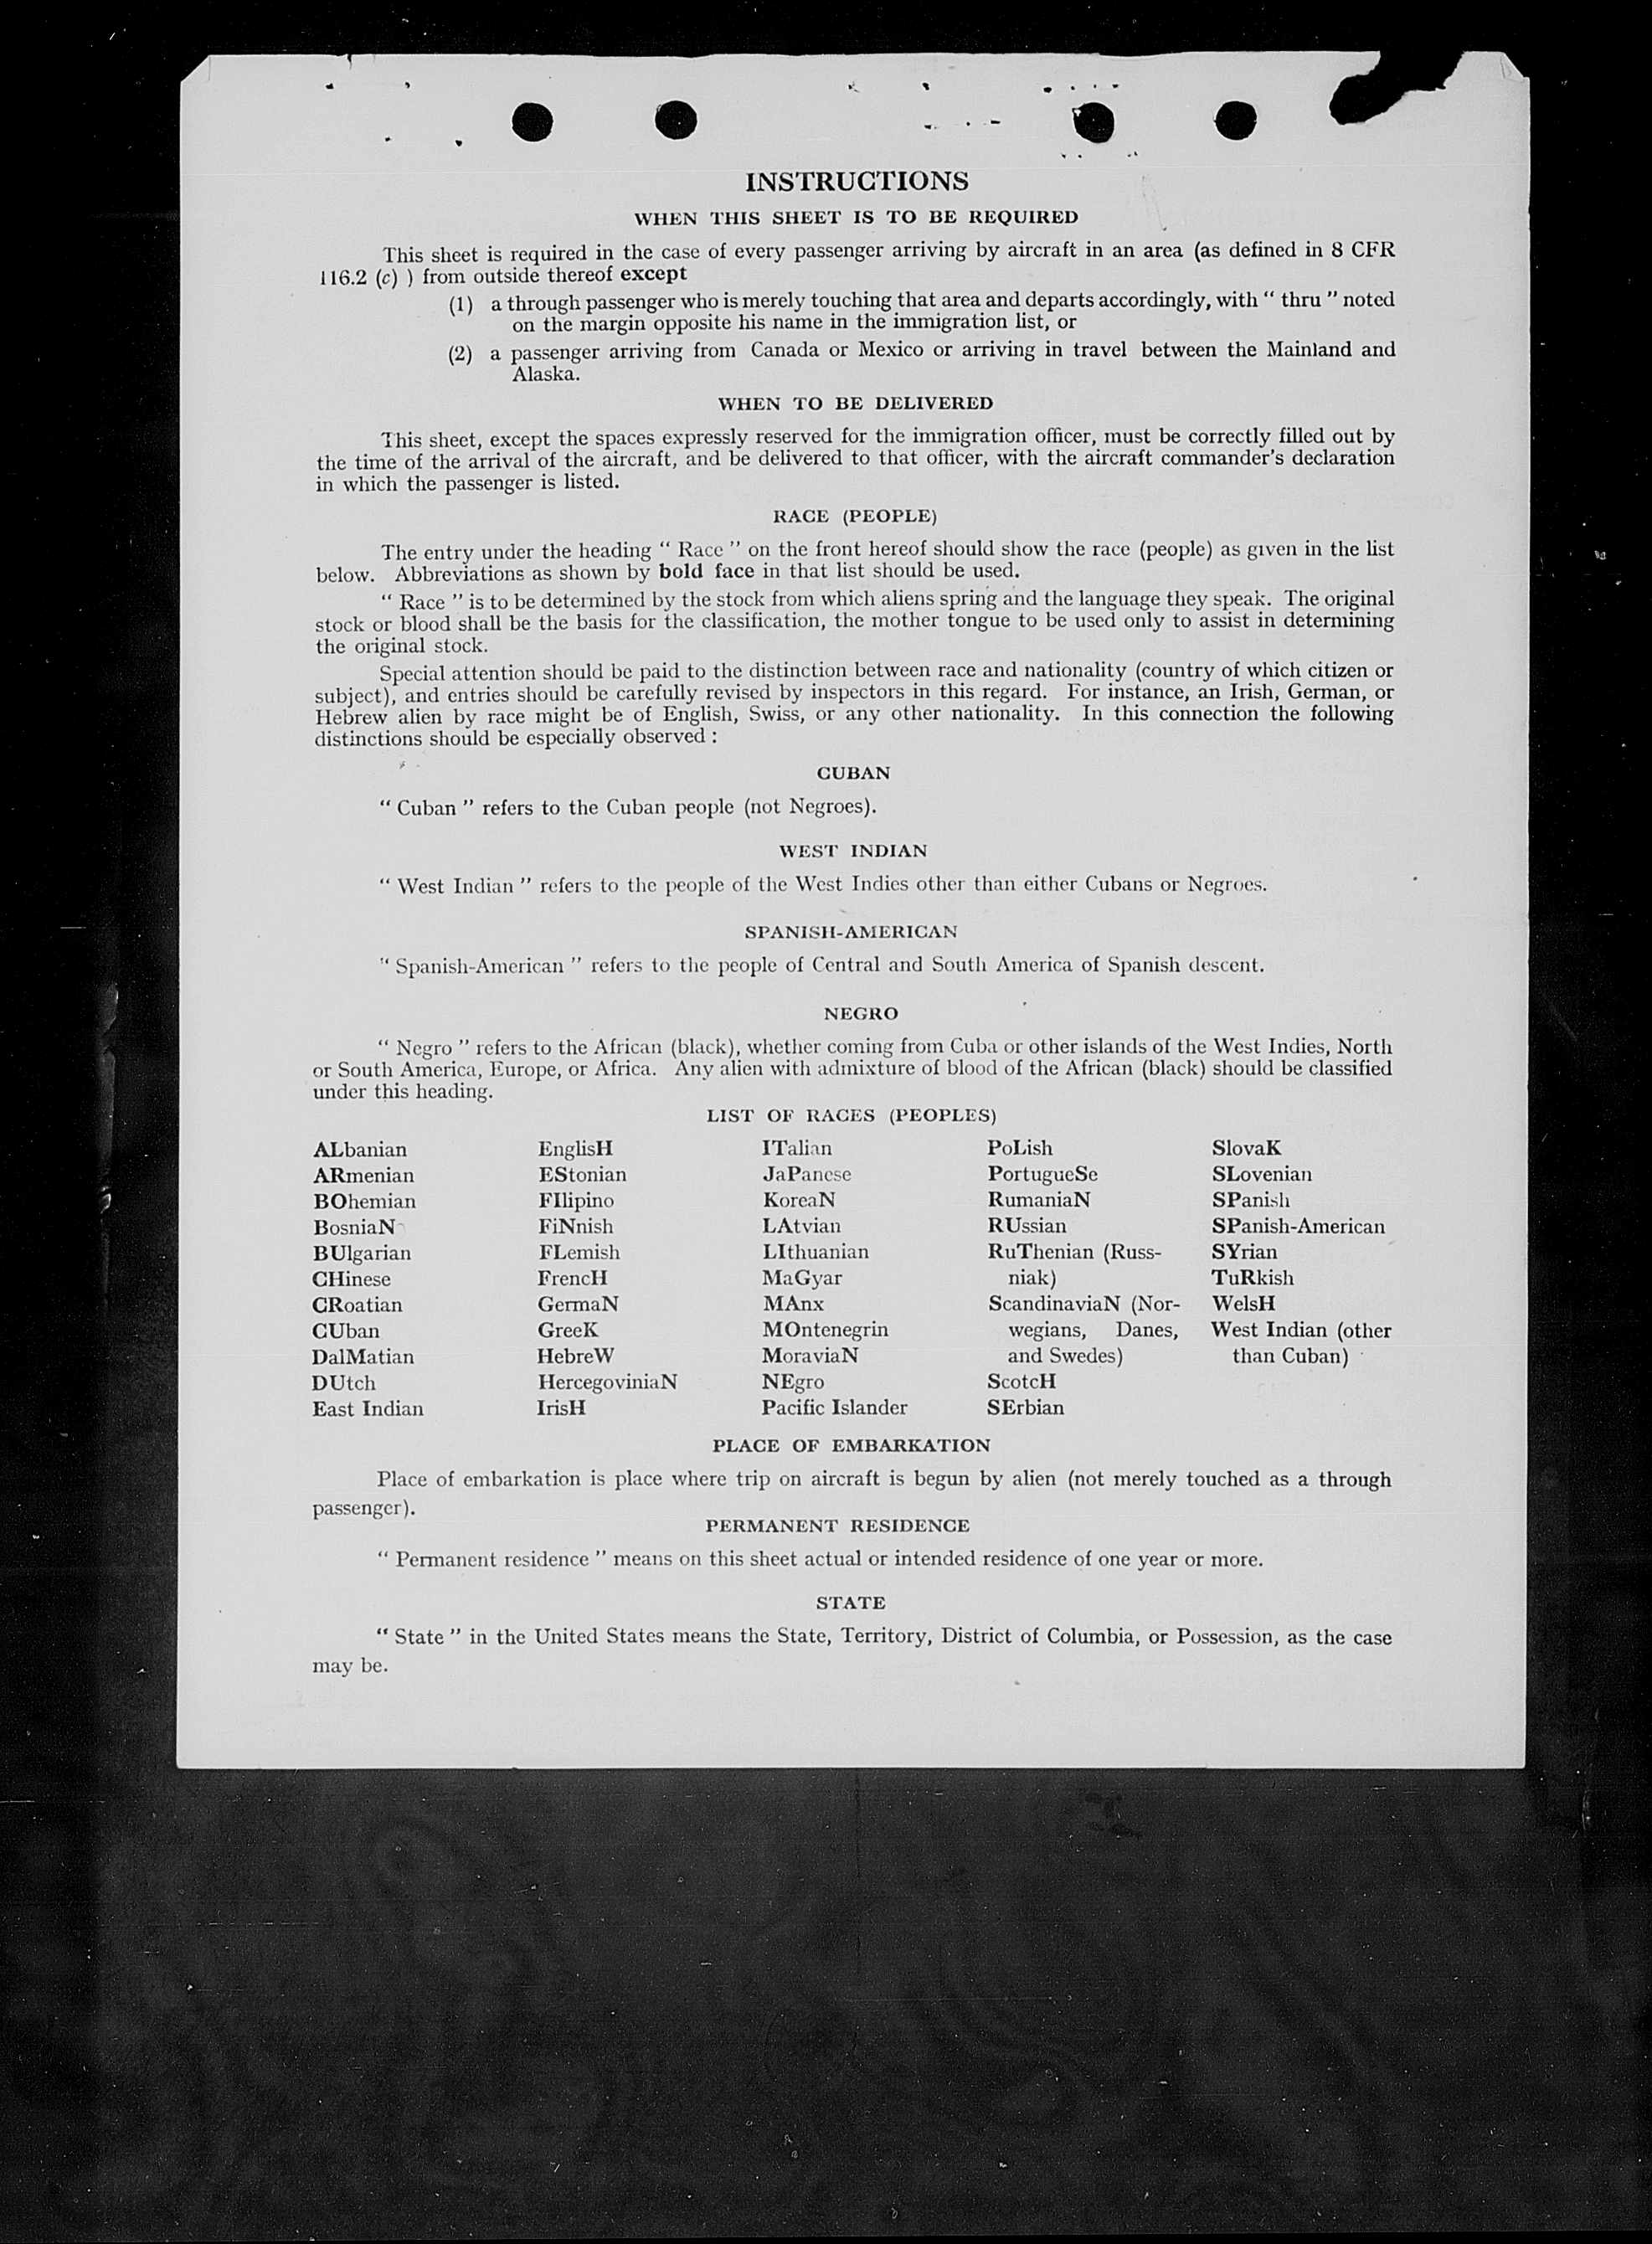 INSTRUCTIONS
WHEN THIS SHEET IS TO BE REQUIRED
This sheet is required in the case of every passenger arriving by aircraft in an area (as defined in 8 CFR
116.2 (c) ) from outside thereof except
(1) a through passenger who is merely touching that area and departs accordingly, with “ thru ” noted
on the margin opposite his name in the immigration list, or
(2) a passenger arriving from Canada or Mexico or arriving in travel between the Mainland and
Alaska.
WHEN TO BE DELIVERED
This sheet, except the spaces expressly reserved for the immigration officer, must be correctly filled out by
the time of the arrival of the aircraft, and be delivered to that officer, with the aircraft commander's declaration
in which the passenger is listed.
RACE (PEOPLE)
The entry under the heading “ Race ” on the front hereof should show the race (people) as given in the list
below. Abbreviations as shown by bold face in that list should be used.
“ Race ” is to be determined by the stock from which aliens spring and the language they speak. The original
stock or blood shall be the basis for the classification, the mother tongue to be used only to assist in determining
the original stock.
Special attention should be paid to the distinction between race and nationality (country of which citizen or
subject), and entries should be carefully revised by inspectors in this regard. For instance, an Irish, German, or
Hebrew alien by race might be of English, Swiss, or any other nationality. In this connection the following
distinctions should be especially observed :
CUBAN
“ Cuban ” refers to the Cuban people (not Negroes).
WEST INDIAN
“ West Indian ” refers to the people of the West Indies other than either Cubans or Negroes.
SPANISH-AMERICAN
“ Spanish-American ” refers to the people of Central and South America of Spanish descent.
NEGRO
“ Negro ” refers to the African (black), whether coming from Cuba or other islands of the West Indies, North
or South America, Europe, or Africa. Any alien with admixture of blood of the African (black) should be classified
under this heading.
LIST OF RACES (PEOPLES)
ALbanian
ARmenian
BOhemian
BosniaN
BUlgarian
CHinese
CRoatian
CUban
DalMatian
DUtch
East Indian
EnglisH
EStonian
FIlipino
FiNnish
FLemish
FrencH
GermaN
GreeK
HebreW
HercegoviniaN
IrisH
ITalian
JaPanese
KoreaN
LAtvian
LIthuanian
MaGyar
MAnx
MOntenegrin
MoraviaN
NEgro
Pacific Islander
PoLish
PortugueSe
RumaniaN
RUssian
RuThenian (Russ-
niak)
ScandinaviaN (Nor-
wegians, Danes,
and Swedes)
ScotcH
SErbian
SlovaK
SLovenian
SPanish
SPanish-American
SYrian
TuRkish
WelsH
West Indian (other
than Cuban)
PLACE OF EMBARKATION
Place of embarkation is place where trip on aircraft is begun by alien (not merely touched as a through
passenger).
PERMANENT RESIDENCE
“ Permanent residence ” means on this sheet actual or intended residence of one year or more.
STATE
“ State ” in the United States means the State, Territory, District of Columbia, or Possession, as the case
may be.